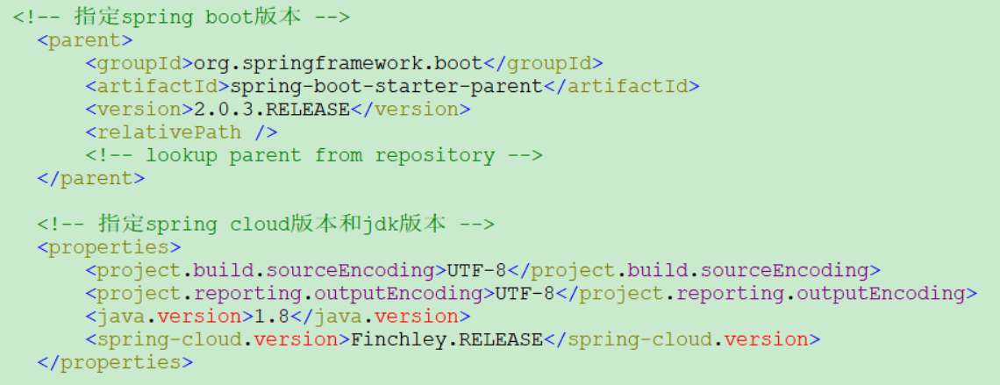 <!-- 指定spring boot版本 -->
<parent>
<groupId>org.springframework.boot</groupId>
<artifactId>spring-boot-starter-parent</artifactId>
<version>2.0.3.RELEASE</version>
<relativePath />
<!-- lookup parent from repository -->
</parent>
<!-- 指定spring cloud版本和jdk版本 -->
<properties>
<project.build.sourceEncoding>UTF-8</project.build.sourceEncoding>
<project.reporting.outputEncoding>UTF-8</project.reporting.outputEncoding>
<java.version>1.8</java.version>
<spring-cloud.version>Finchley.RELEASE</spring-cloud.version>
</properties>